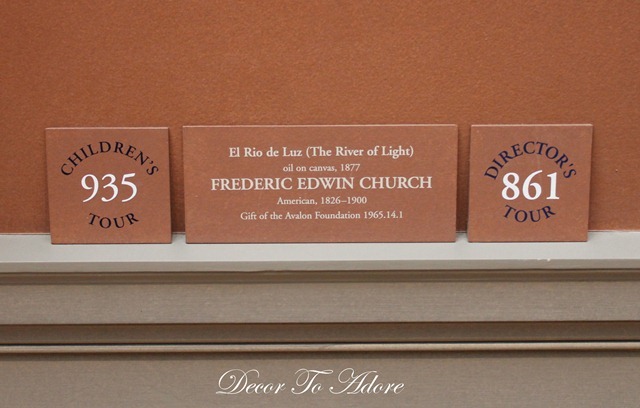 CHILDREN'S
935
TOUR
El Rio de Luz (The River of Light)
oil on canvas, 1877
FREDERIC EDWIN CHURCH
American, 1826–1900
Gift of the Avalon Foundation 1965.14.1
DIRECTOR'S
861
TOUR
Decor To Adore